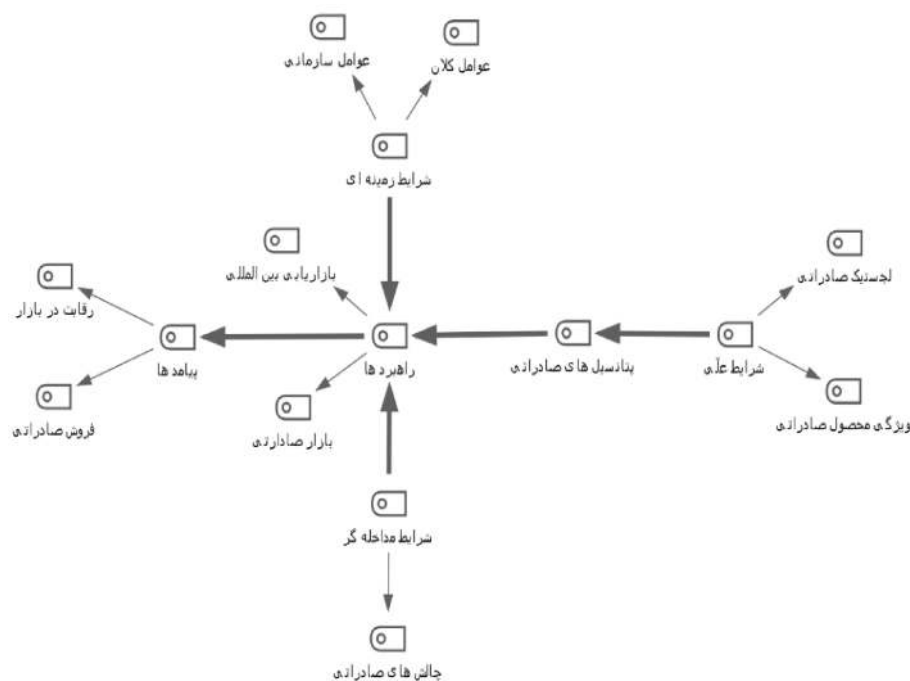 عوامل سازمانی
عوامل کلان
شرایط زمینه ای
بازاریابی بین المللی
لجستیک صادراتی
رقابت در بازار
پیامد ها
راهبرد ها
پتانسیل های صادراتی
شرایط علّی
فروش صادراتی
بازار صادارتی
ویژگی محصول صادراتی
شرایط مداخله گر
چالش های صادراتی